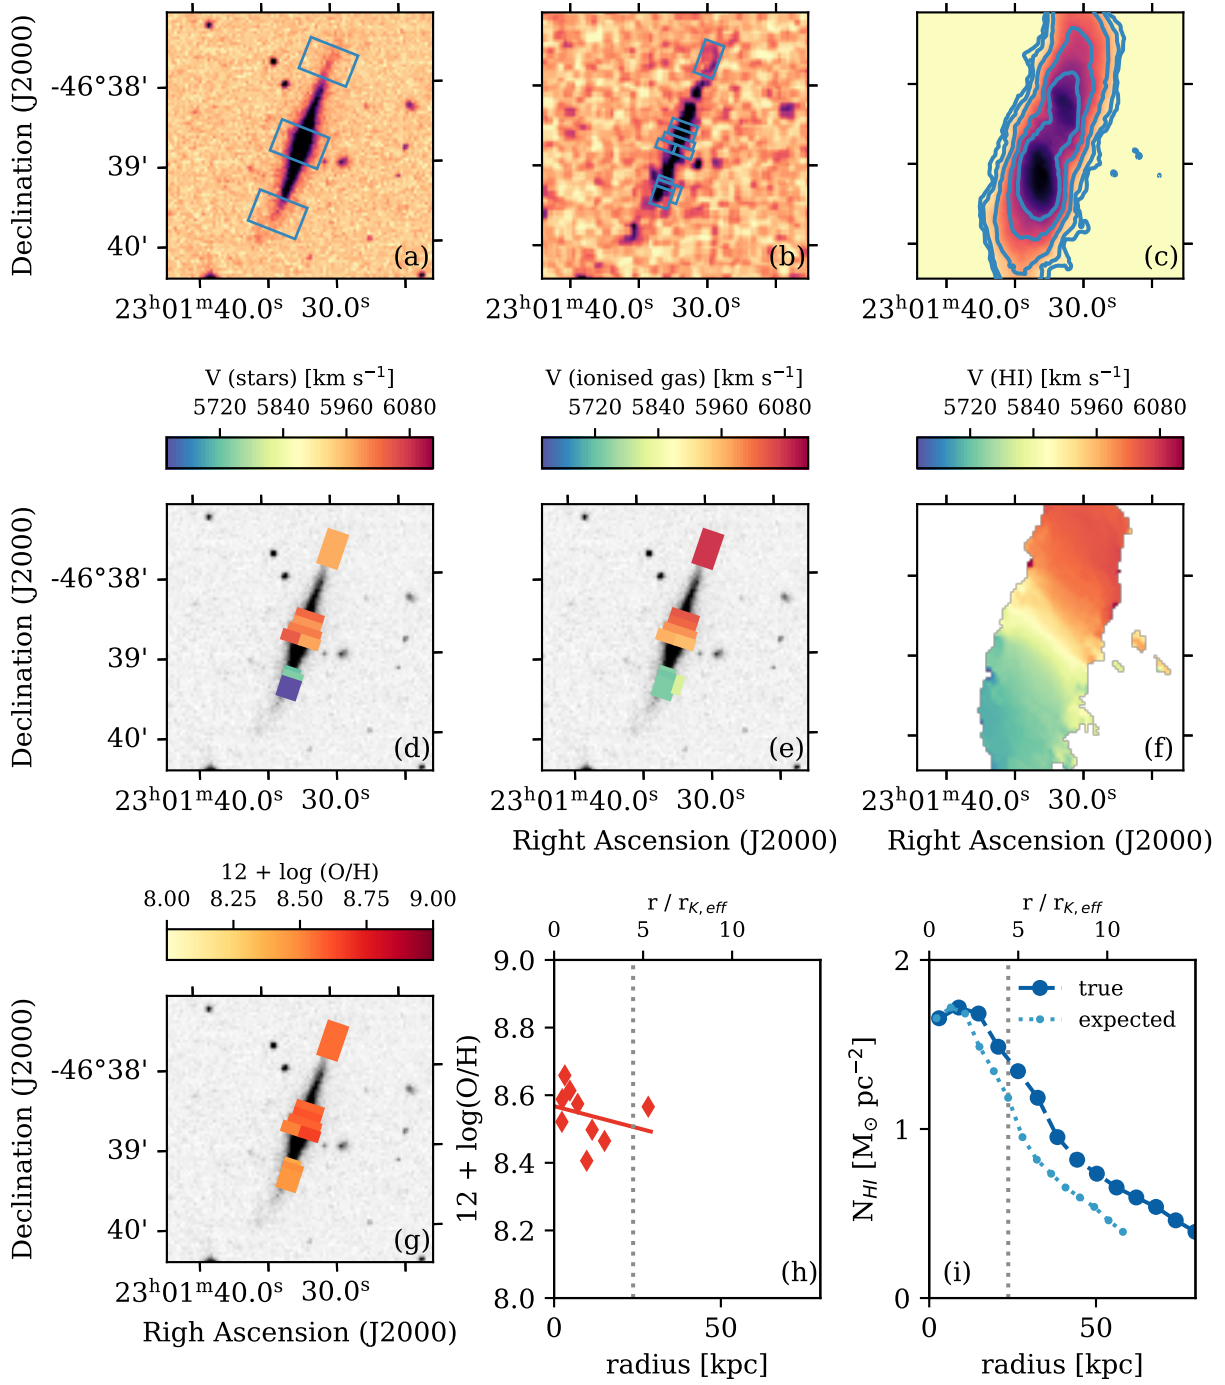 Declination (J2000)
-46°38'
39'
40'
(a)
(b)
(c)
23ʰ01ᵐ40.0ˢ 30.0ˢ
23ʰ01ᵐ40.0ˢ 30.0ˢ
23ʰ01ᵐ40.0ˢ 30.0ˢ
V (stars) [km s⁻¹]
5720 5840 5960 6080
V (ionised gas) [km s⁻¹]
5720 5840 5960 6080
V (HI) [km s⁻¹]
5720 5840 5960 6080
Declination (J2000)
-46°38'
39'
40'
(d)
(e)
(f)
23ʰ01ᵐ40.0ˢ 30.0ˢ
23ʰ01ᵐ40.0ˢ 30.0ˢ
23ʰ01ᵐ40.0ˢ 30.0ˢ
Right Ascension (J2000)
Right Ascension (J2000)
12 + log (O/H)
8.00 8.25 8.50 8.75 9.00
Declination (J2000)
-46°38'
39'
40'
(g)
23ʰ01ᵐ40.0ˢ 30.0ˢ
Righ Ascension (J2000)
r / r_{K,eff}
0 5 10
12 + log(O/H)
9.0
8.8
8.6
8.4
8.2
8.0
(h)
0 50
radius [kpc]
r / r_{K,eff}
0 5 10
N_{HI} [M_⊙ pc⁻²]
2
1
0
true
expected
(i)
0 50
radius [kpc]